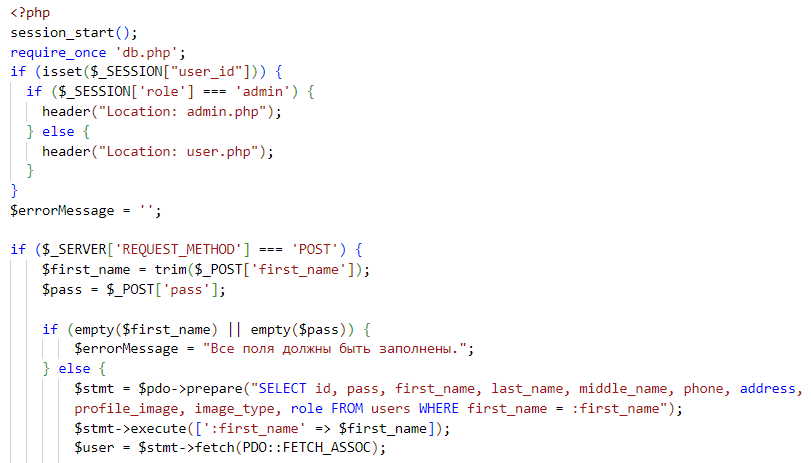 <?php
session_start();
require_once 'db.php';
if (isset($_SESSION["user_id"])) {
  if ($_SESSION['role'] === 'admin') {
    header("Location: admin.php");
  } else {
    header("Location: user.php");
  }
}
$errorMessage = '';

if ($_SERVER['REQUEST_METHOD'] === 'POST') {
    $first_name = trim($_POST['first_name']);
    $pass = $_POST['pass'];

    if (empty($first_name) || empty($pass)) {
        $errorMessage = "Все поля должны быть заполнены.";
    } else {
        $stmt = $pdo->prepare("SELECT id, pass, first_name, last_name, middle_name, phone, address,
        profile_image, image_type, role FROM users WHERE first_name = :first_name");
        $stmt->execute([':first_name' => $first_name]);
        $user = $stmt->fetch(PDO::FETCH_ASSOC);